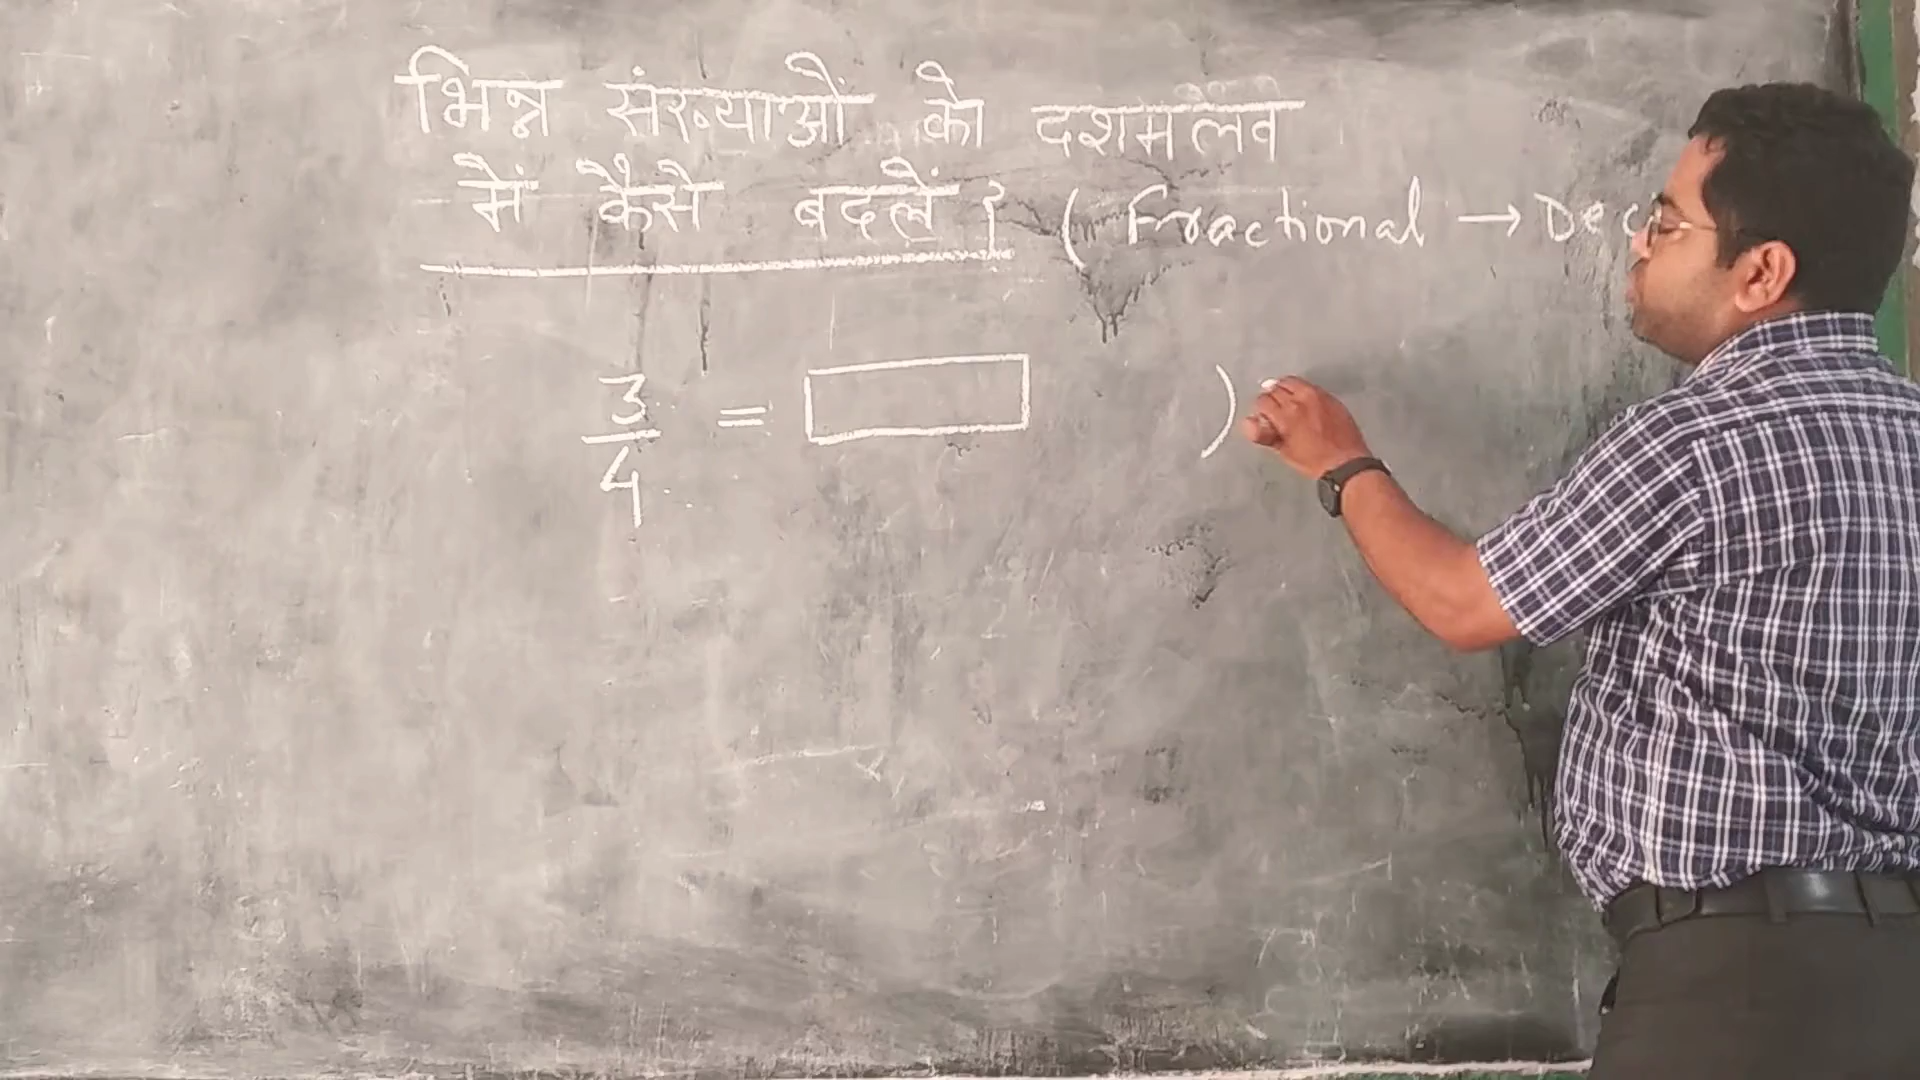 भिन्न संख्याओं को दशमलव
में कैसे बदलें ? ( Fractional → Dec
3/4 =
)